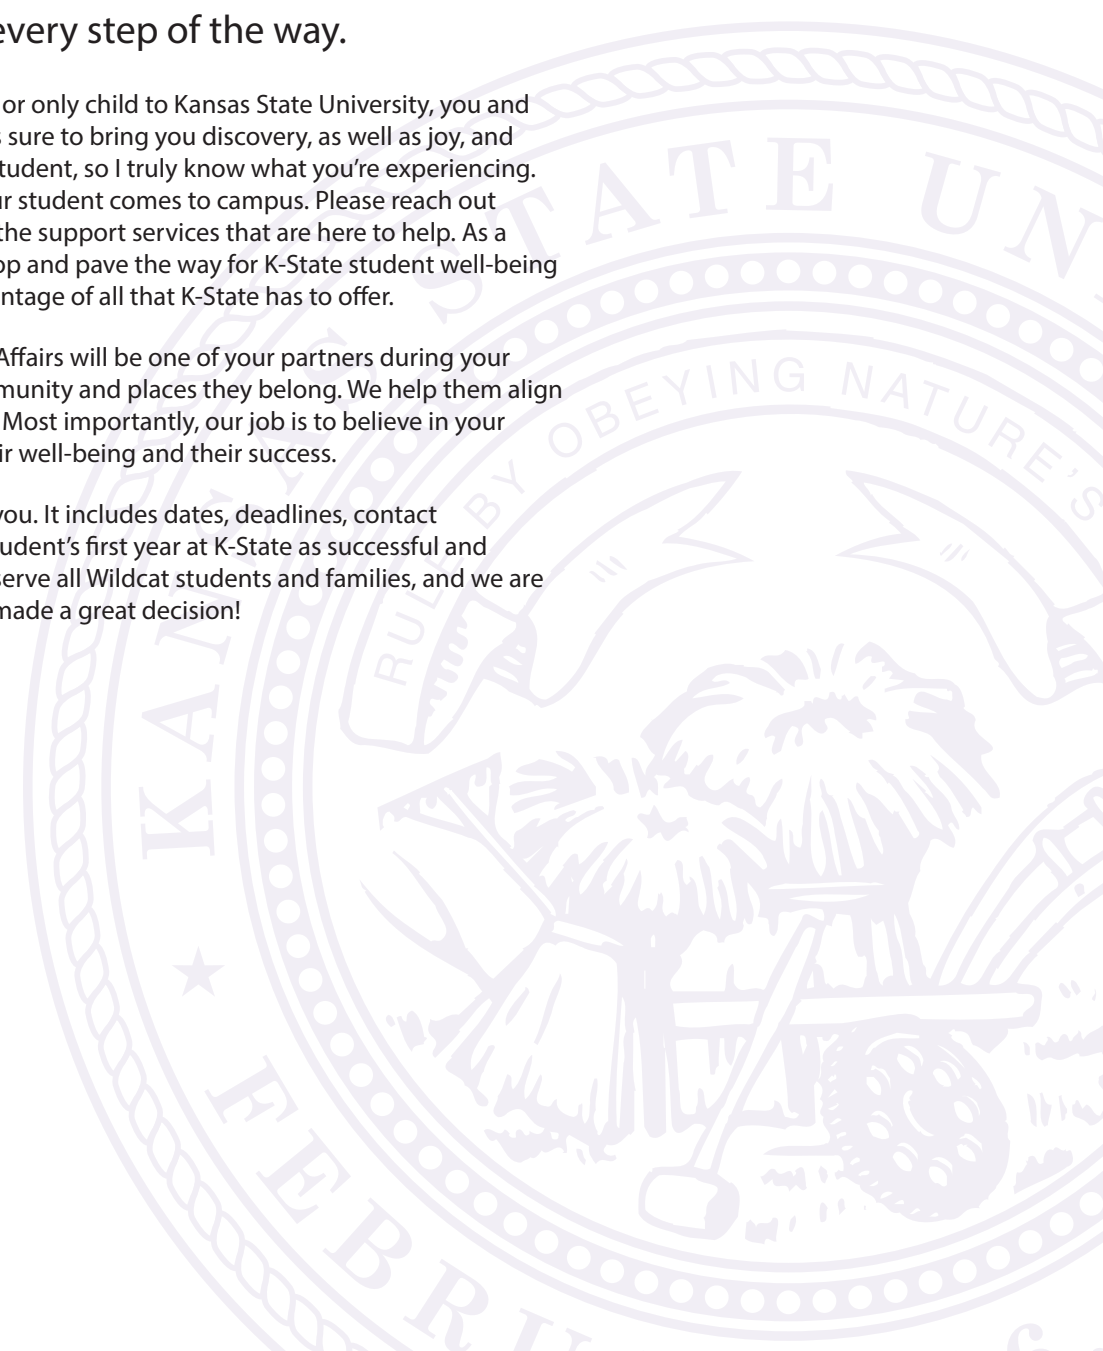 every step of the way.
or only child to Kansas State University, you and
s sure to bring you discovery, as well as joy, and
tudent, so I truly know what you're experiencing.
ur student comes to campus. Please reach out
the support services that are here to help. As a
op and pave the way for K-State student well-being
ntage of all that K-State has to offer.
Affairs will be one of your partners during your
munity and places they belong. We help them align
Most importantly, our job is to believe in your
ir well-being and their success.
you. It includes dates, deadlines, contact
tudent's first year at K-State as successful and
serve all Wildcat students and families, and we are
made a great decision!
KANSAS STATE UN
RULE BY OBEYING NATURE'S
FEBRU